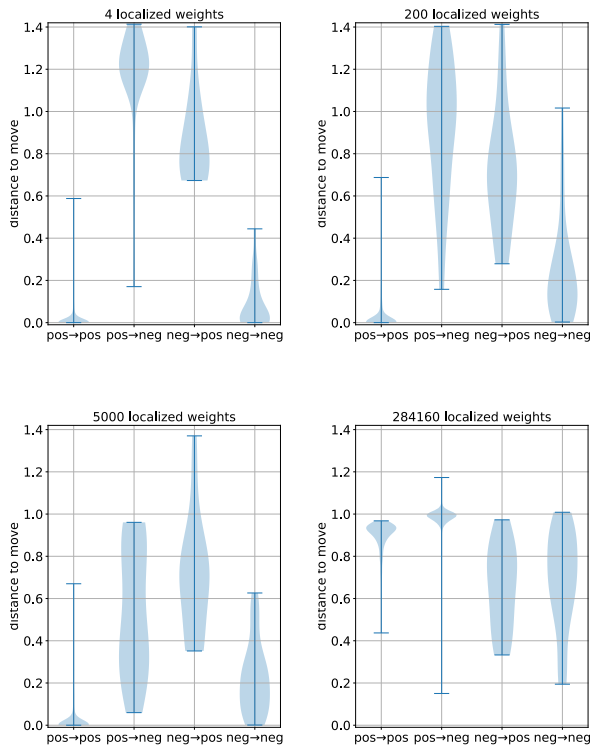 4 localized weights
1.4
1.2
1.0
0.8
0.6
0.4
0.2
0.0
distance to move
pos→pos pos→neg neg→pos neg→neg
200 localized weights
1.4
1.2
1.0
0.8
0.6
0.4
0.2
0.0
distance to move
pos→pos pos→neg neg→pos neg→neg
5000 localized weights
1.4
1.2
1.0
0.8
0.6
0.4
0.2
0.0
distance to move
pos→pos pos→neg neg→pos neg→neg
284160 localized weights
1.4
1.2
1.0
0.8
0.6
0.4
0.2
0.0
distance to move
pos→pos pos→neg neg→pos neg→neg